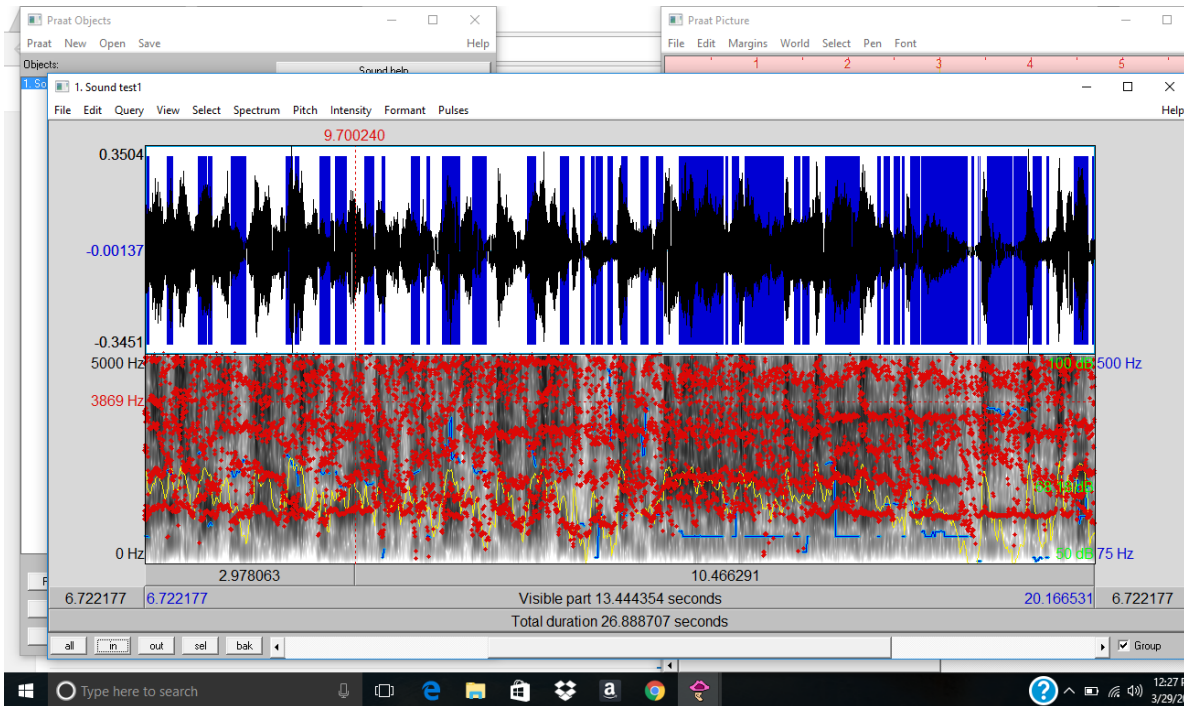 Praat Objects
Praat New Open Save Help
Objects:
Sound help
1. So
Praat Picture
File Edit Margins World Select Pen Font
1 2 3 4 5
1. Sound test1
File Edit Query View Select Spectrum Pitch Intensity Formant Pulses Help
9.700240
0.3504
-0.00137
-0.3451
5000 Hz 100 dB 500 Hz
3869 Hz
0 Hz 50 dB 75 Hz
2.978063 10.466291
6.722177 6.722177 Visible part 13.444354 seconds 20.166531 6.722177
Total duration 26.888707 seconds
all in out sel bak Group
Type here to search
12:27 P
3/29/20